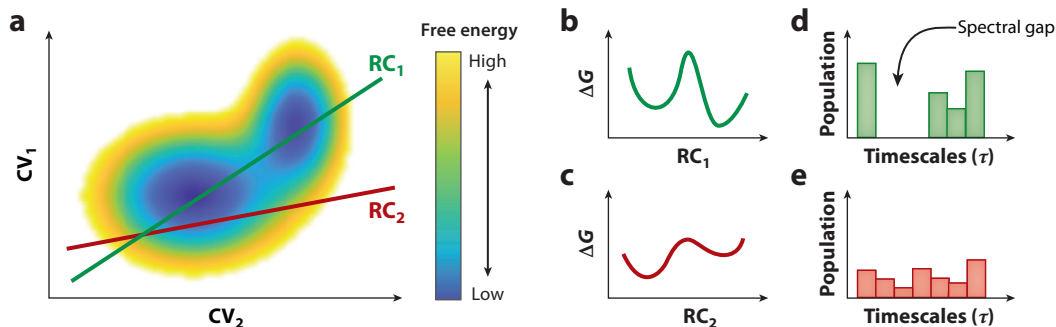 a
Free energy
High
Low
RC₁
RC₂
CV₁
CV₂
b
ΔG
RC₁
c
ΔG
RC₂
d
Spectral gap
Population
Timescales (τ)
e
Population
Timescales (τ)